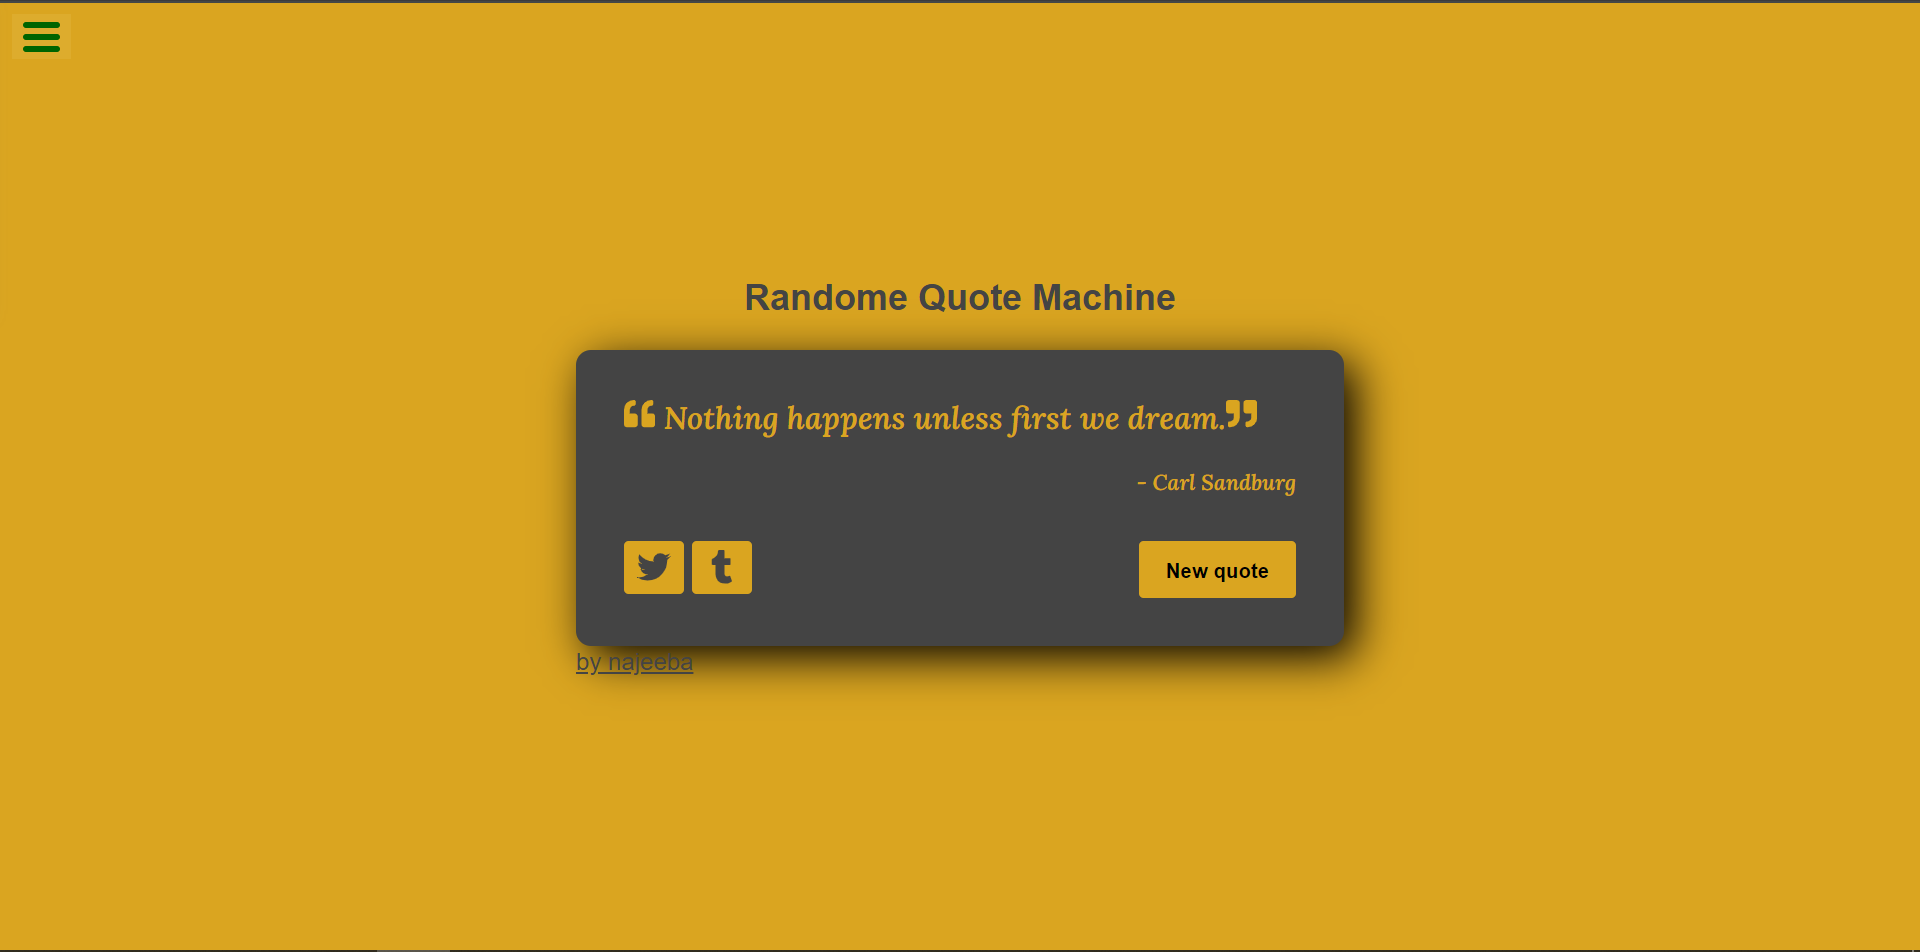 Randome Quote Machine
“ Nothing happens unless first we dream.”
- Carl Sandburg
New quote
by najeeba